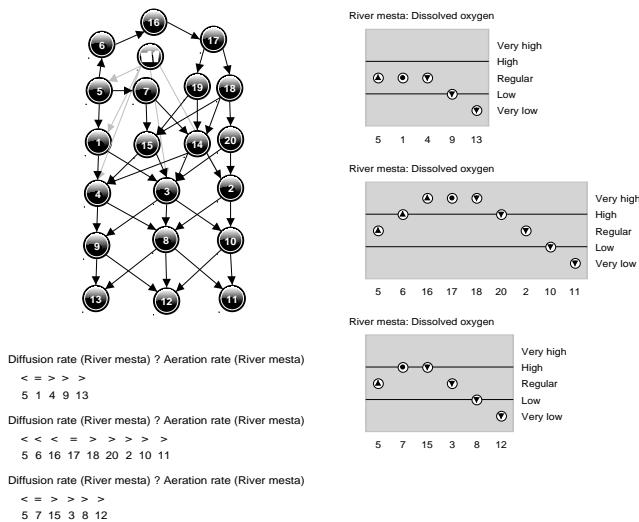 16
6
17
5
7
19
18
1
15
14
20
4
3
2
9
8
10
13
12
11
Diffusion rate (River mesta) ? Aeration rate (River mesta)
< = > > >
5 1 4 9 13
Diffusion rate (River mesta) ? Aeration rate (River mesta)
< < < = > > > > >
5 6 16 17 18 20 2 10 11
Diffusion rate (River mesta) ? Aeration rate (River mesta)
< = > > > >
5 7 15 3 8 12
River mesta: Dissolved oxygen
Very high
High
Regular
Low
Very low
5 1 4 9 13
River mesta: Dissolved oxygen
Very high
High
Regular
Low
Very low
5 6 16 17 18 20 2 10 11
River mesta: Dissolved oxygen
Very high
High
Regular
Low
Very low
5 7 15 3 8 12